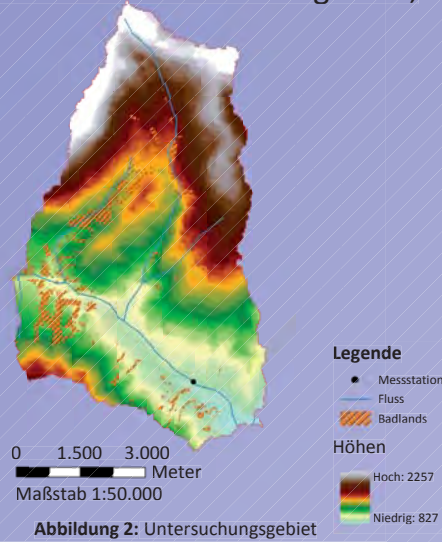 Legende
Messstation
Fluss
Badlands
Höhen
Hoch: 2257
Niedrig: 827
0 1.500 3.000
Meter
Maßstab 1:50.000
Abbildung 2: Untersuchungsgebiet